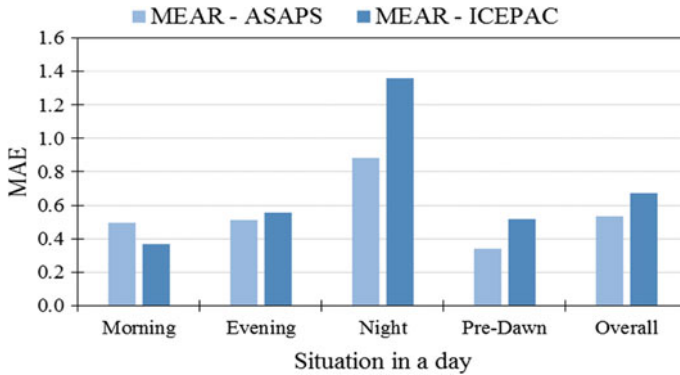 MEAR - ASAPS MEAR - ICEPAC
1.6
1.4
1.2
1.0
0.8
0.6
0.4
0.2
0.0
MAE
Morning Evening Night Pre-Dawn Overall
Situation in a day